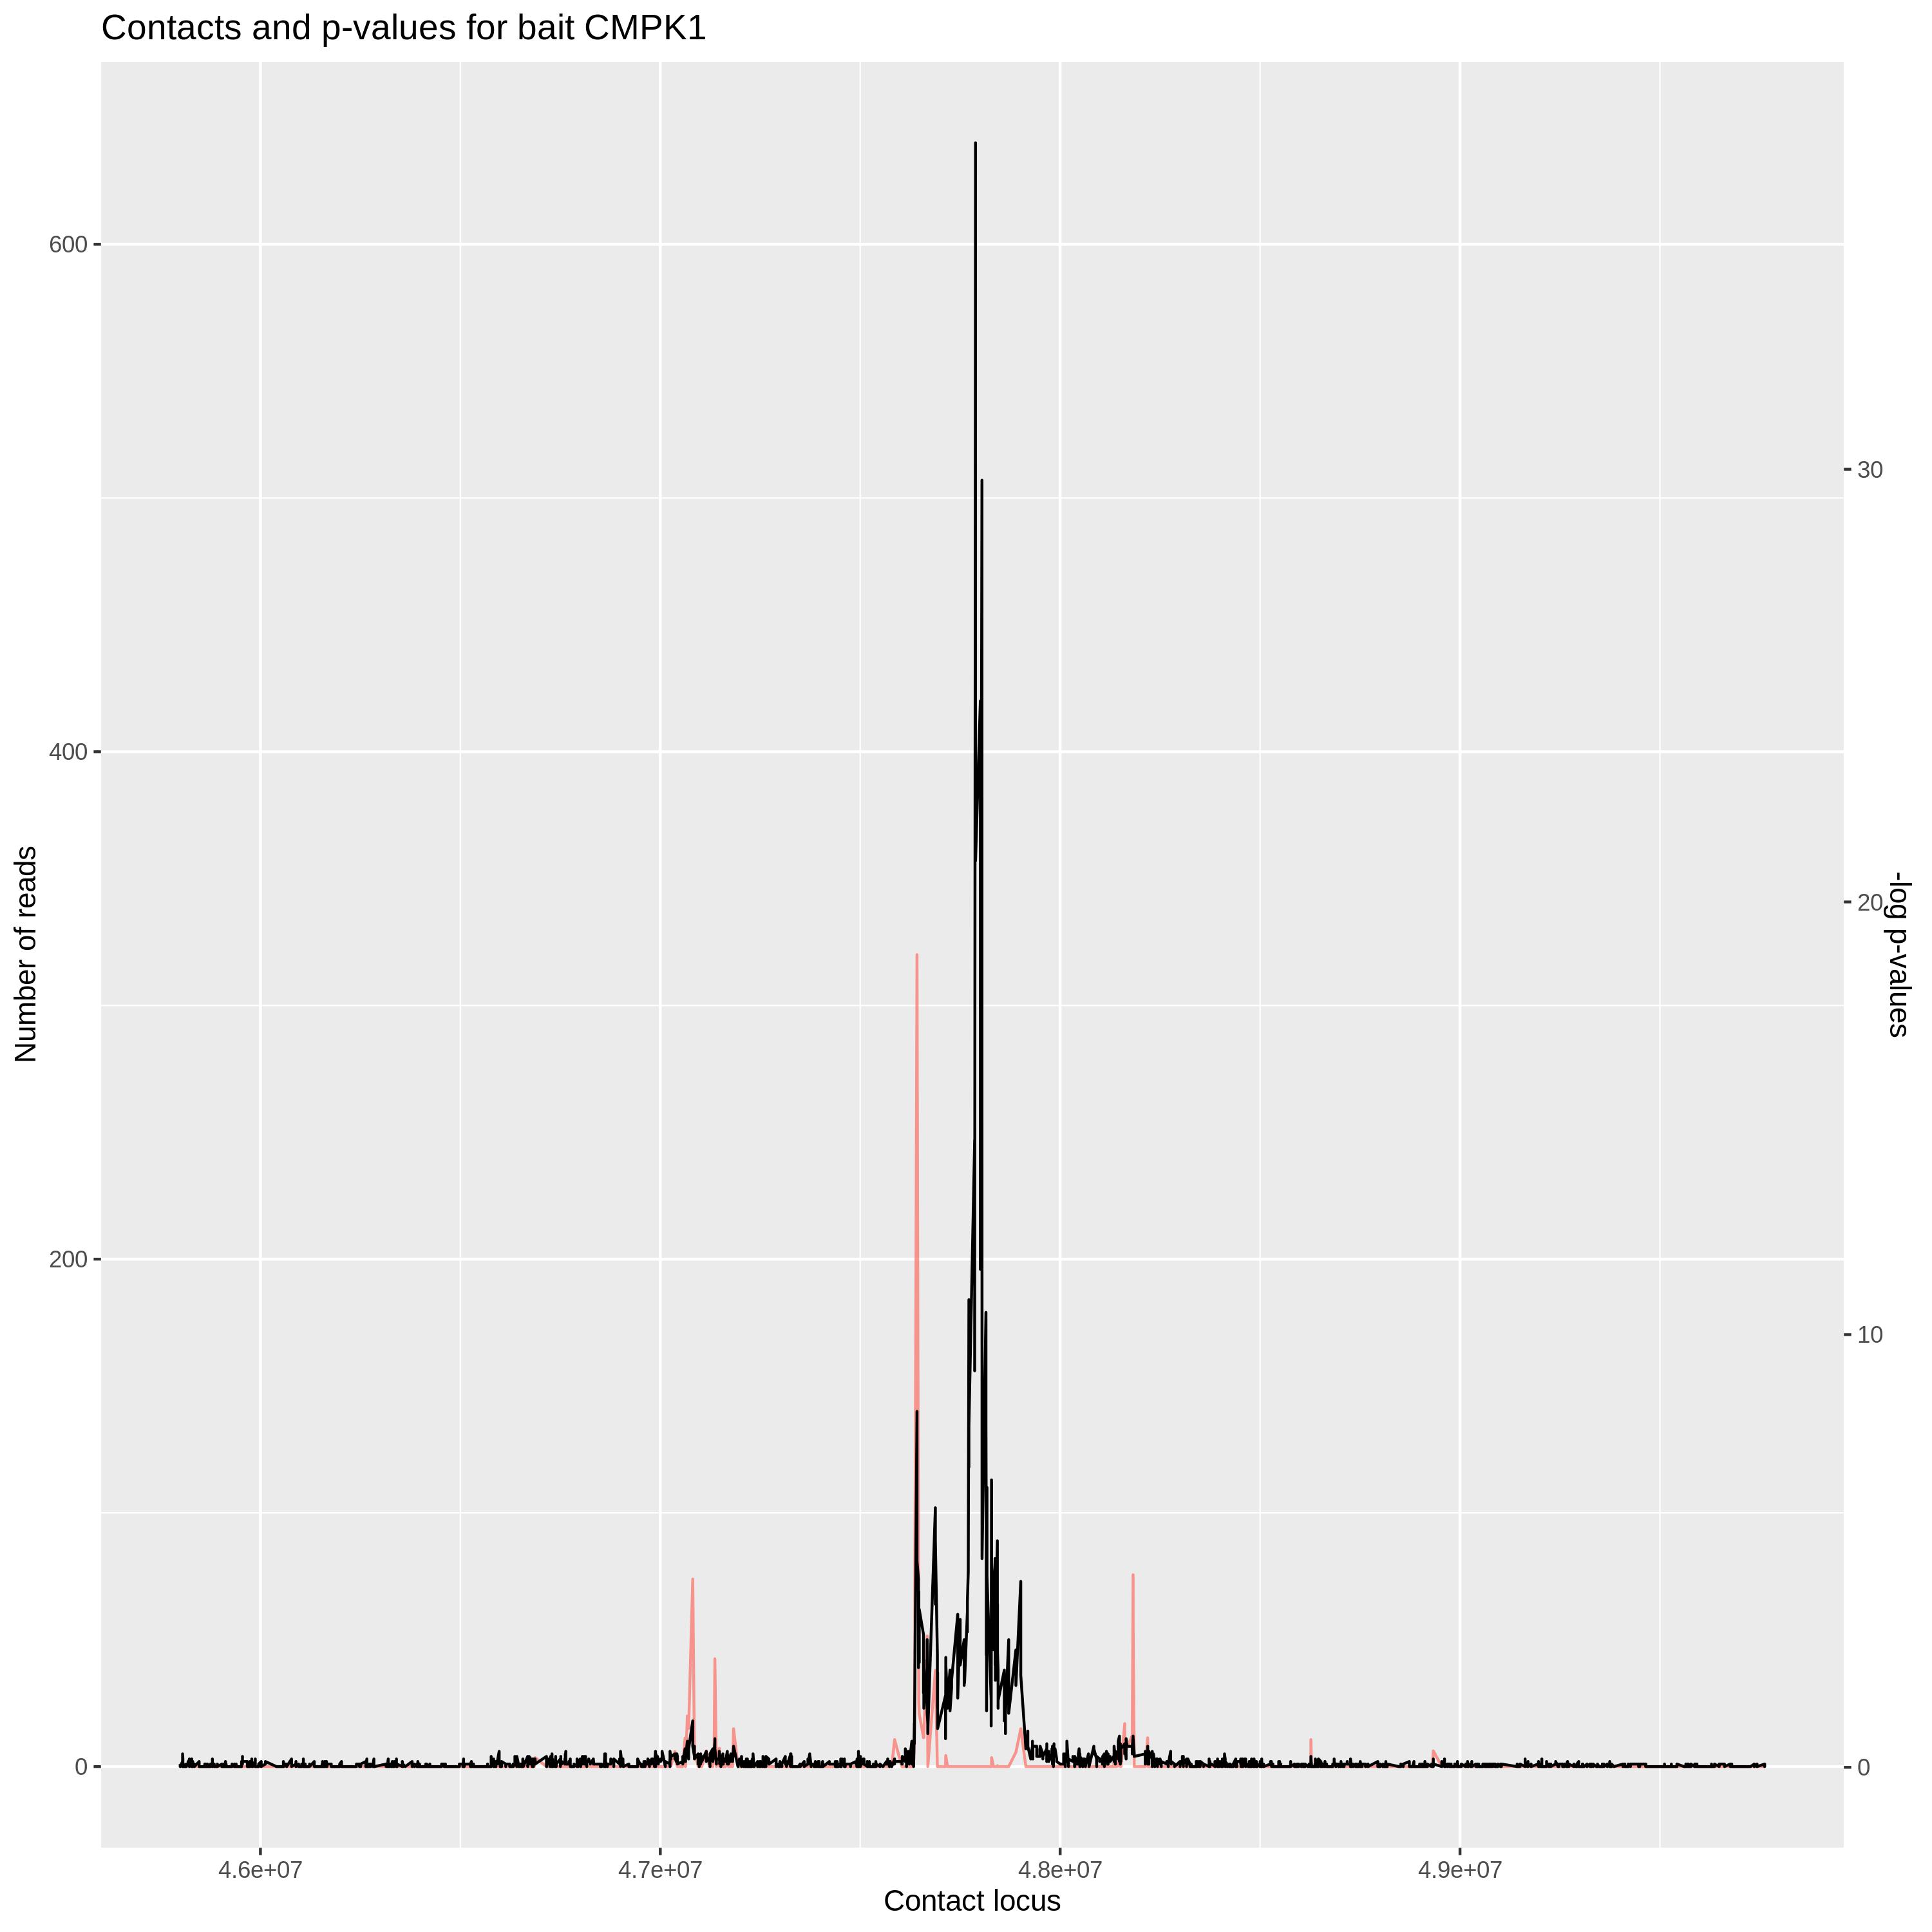 Contacts and p-values for bait CMPK1
600
400
200
0
Number of reads
30
20
10
0
-log p-values
4.6e+07
4.7e+07
4.8e+07
4.9e+07
Contact locus